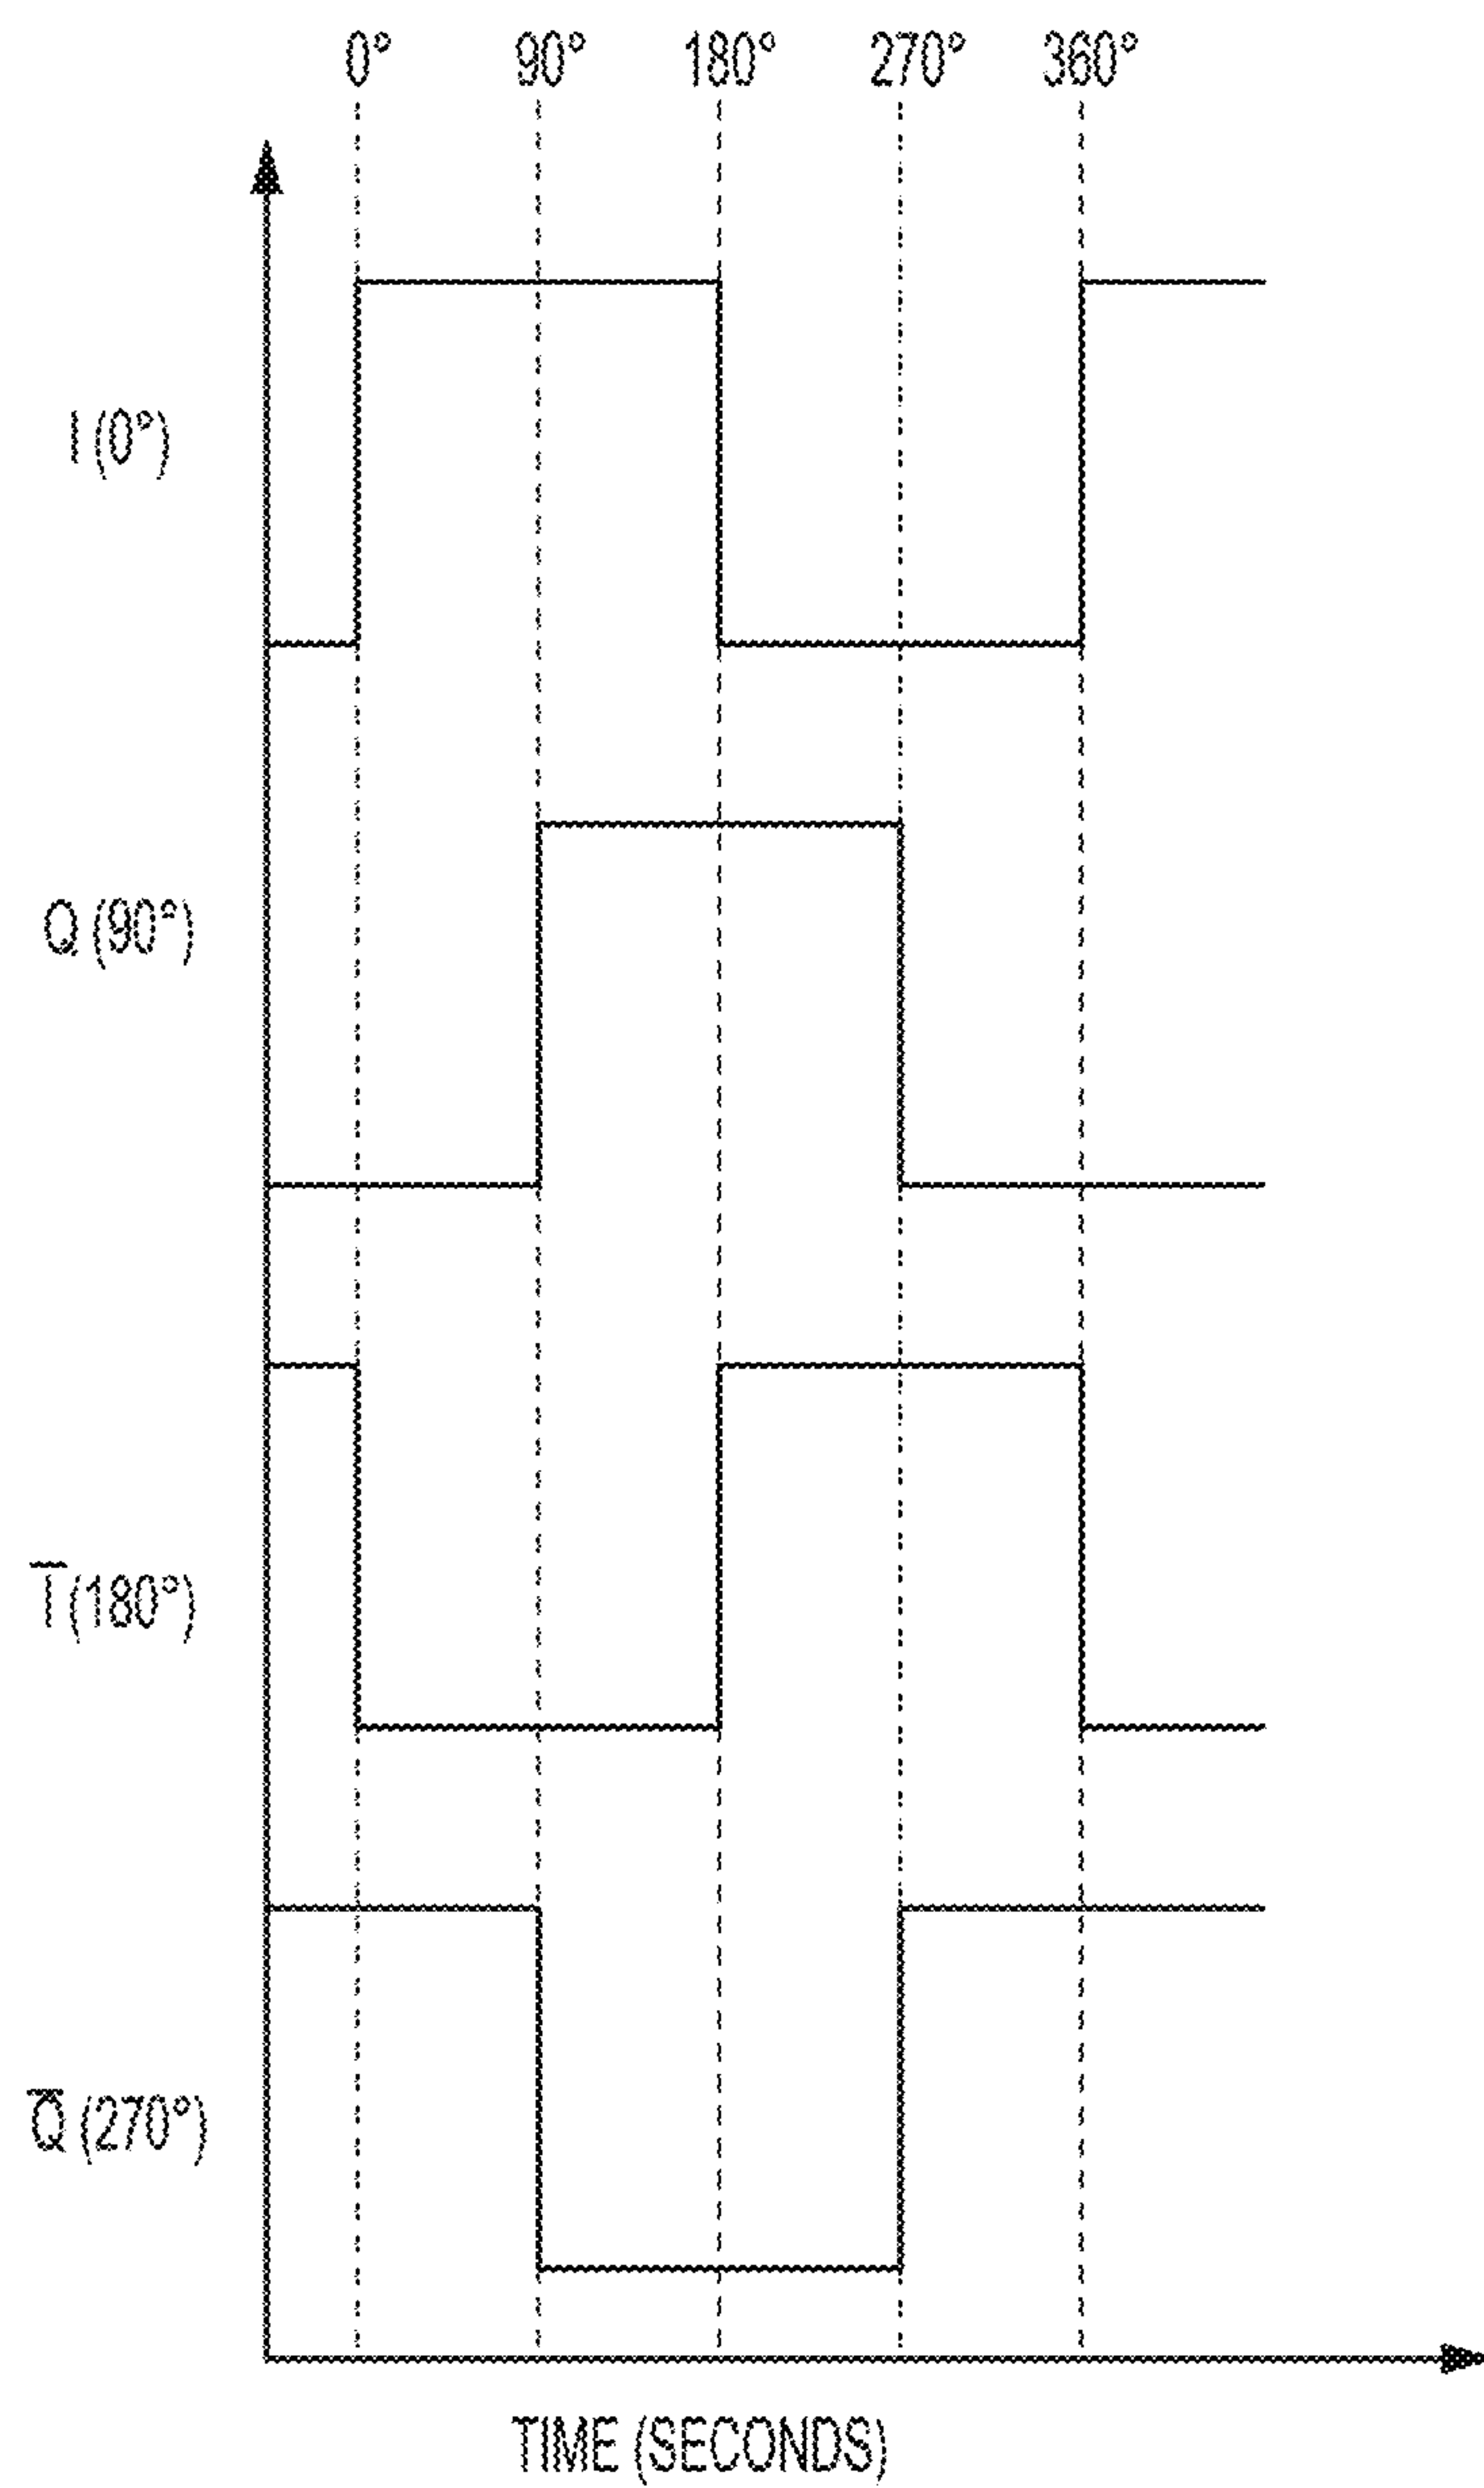 0° 90° 180° 270° 360°
I (0°)
Q (90°)
I̅ (180°)
Q̅ (270°)
TIME (SECONDS)